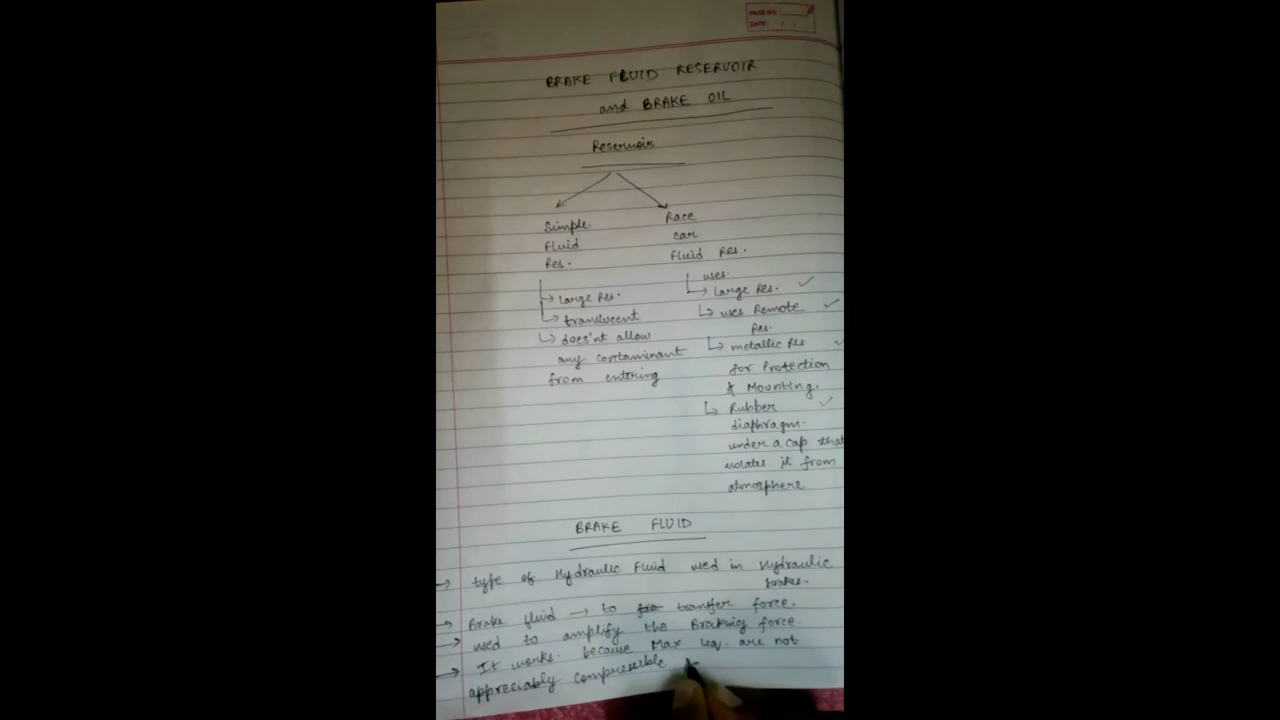 PAGE NO.
DATE: / /
BRAKE FLUID RESERVOIR
and BRAKE OIL
Reservoir
Simple
Fluid
Res.
→ large Res.
→ translucent
↳ does'nt allow
any contaminant
from entering
Race
car
Fluid Res.
uses.
→ large Res. ✓
↳ uses Remote ✓
Res.
↳ metallic Res ✓
for Protection
& Mounting.
↳ Rubber ✓
diaphragm.
under a cap that
isolates it from
atmosphere
BRAKE FLUID
→ type of Hydraulic Fluid used in Hydraulic
brakes.
→ Brake fluid → to transfer force.
→ used to amplify the Braking force
→ It works. because Max liq. are not
appreciably compressible